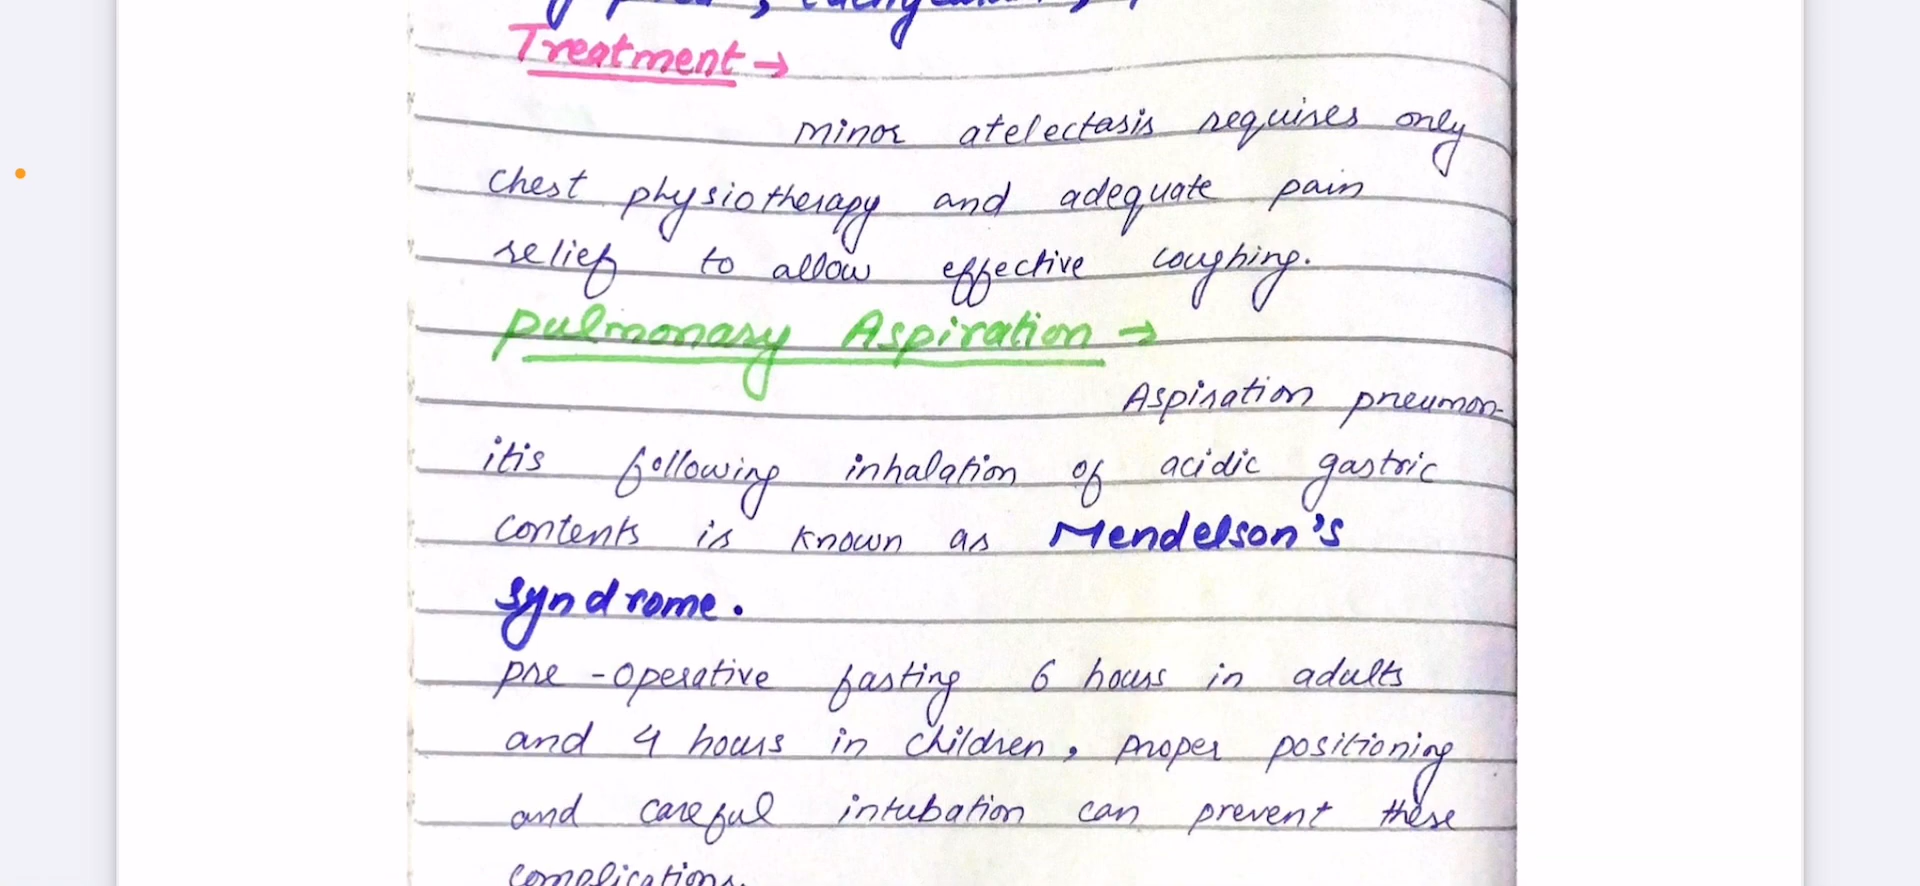 Treatment →
minor atelectasis requires only
chest physiotherapy and adequate pain
relief to allow effective coughing.
pulmonary Aspiration →
Aspiration pneumon-
itis following inhalation of acidic gastric
contents is known as Mendelson's
syndrome.
pre-operative fasting 6 hours in adults
and 4 hours in children, proper positioning
and careful intubation can prevent these
complications.